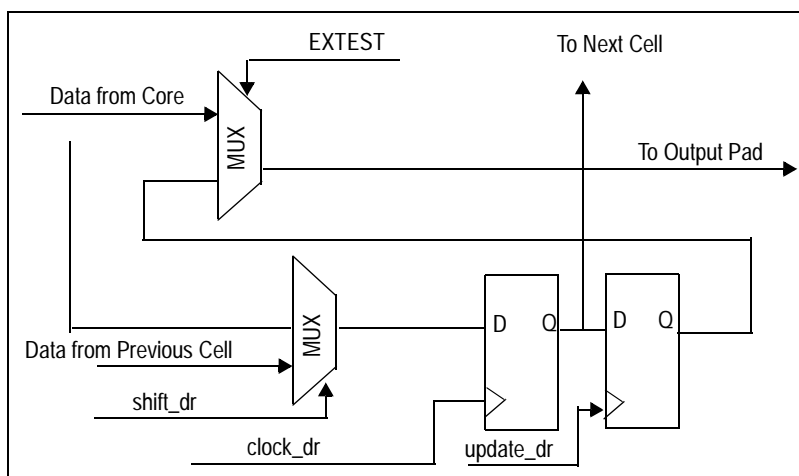 EXTEST
To Next Cell
Data from Core
MUX
To Output Pad
MUX
D Q
D Q
Data from Previous Cell
shift_dr
clock_dr
update_dr